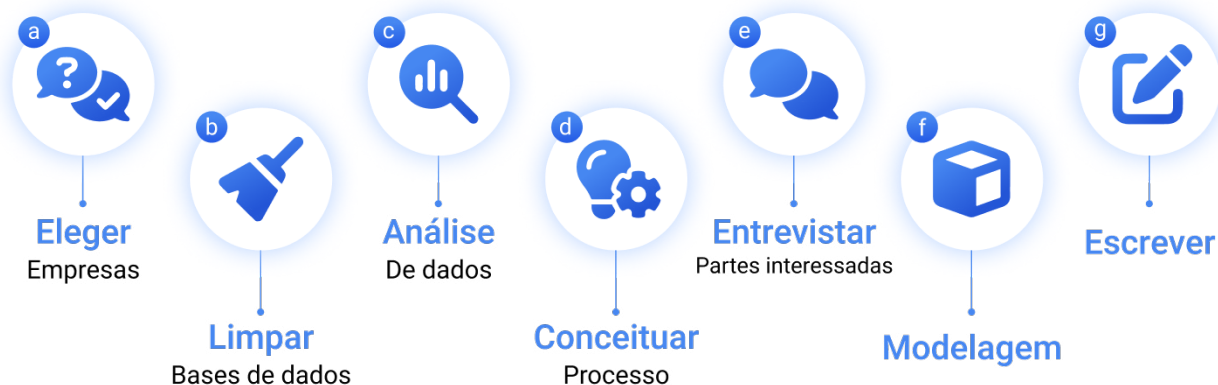 a
Eleger
Empresas
b
Limpar
Bases de dados
c
Análise
De dados
d
Conceituar
Processo
e
Entrevistar
Partes interessadas
f
Modelagem
g
Escrever